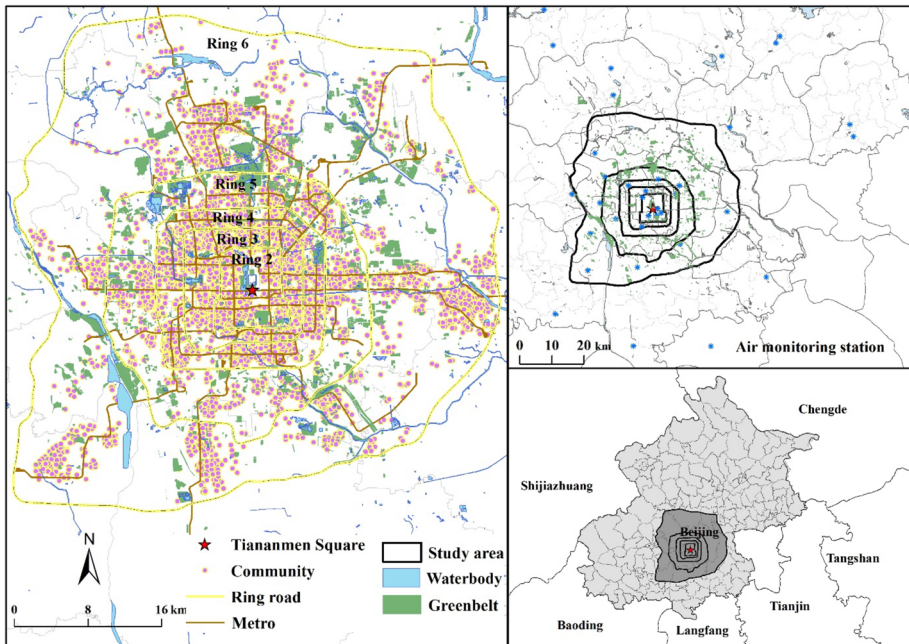 Ring 6
Ring 5
Ring 4
Ring 3
Ring 2
N
0 8 16 km
Tiananmen Square
Community
Ring road
Metro
Study area
Waterbody
Greenbelt
0 10 20 km
Air monitoring station
Chengde
Shijiazhuang
Beijing
Tangshan
Tianjin
Baoding
Langfang